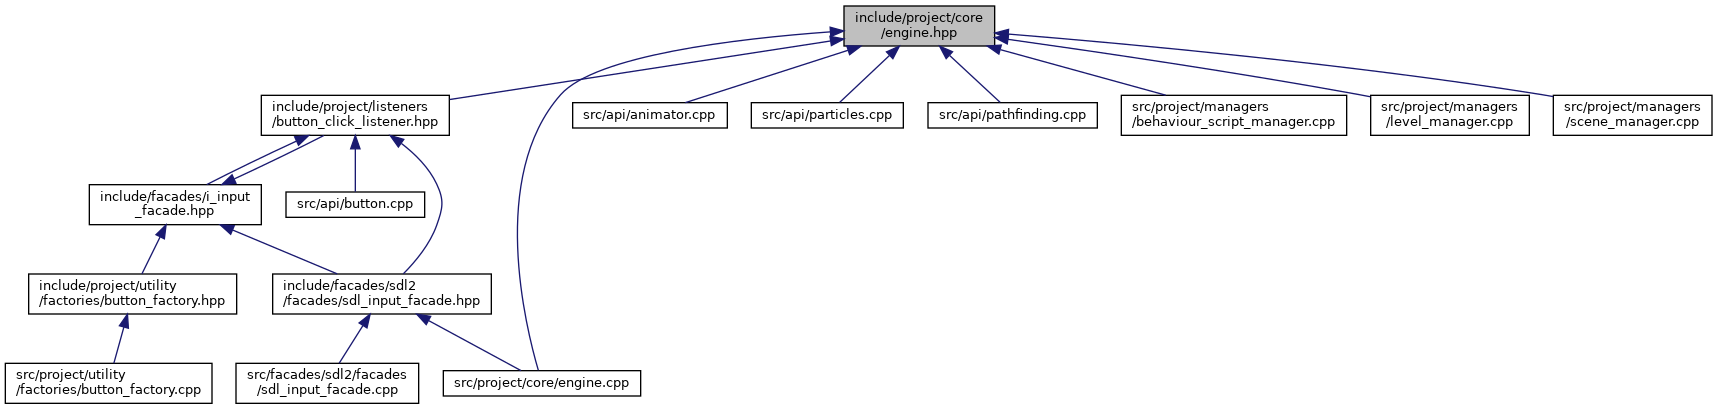 include/project/core
/engine.hpp
include/project/listeners
/button_click_listener.hpp
src/api/animator.cpp
src/api/particles.cpp
src/api/pathfinding.cpp
src/project/managers
/behaviour_script_manager.cpp
src/project/managers
/level_manager.cpp
src/project/managers
/scene_manager.cpp
include/facades/i_input
_facade.hpp
src/api/button.cpp
include/project/utility
/factories/button_factory.hpp
include/facades/sdl2
/facades/sdl_input_facade.hpp
src/project/utility
/factories/button_factory.cpp
src/facades/sdl2/facades
/sdl_input_facade.cpp
src/project/core/engine.cpp